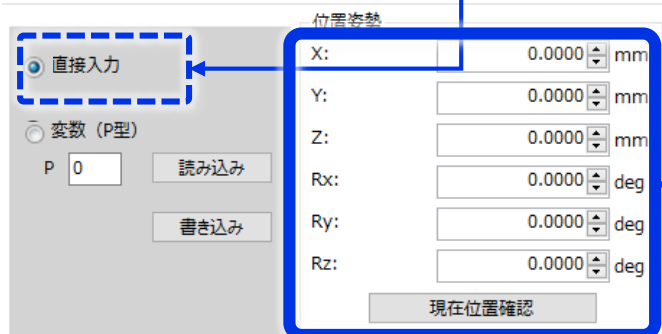 位置姿勢
直接入力
変数（P型）
P 0 読み込み
書き込み
X: 0.0000 mm
Y: 0.0000 mm
Z: 0.0000 mm
Rx: 0.0000 deg
Ry: 0.0000 deg
Rz: 0.0000 deg
現在位置確認